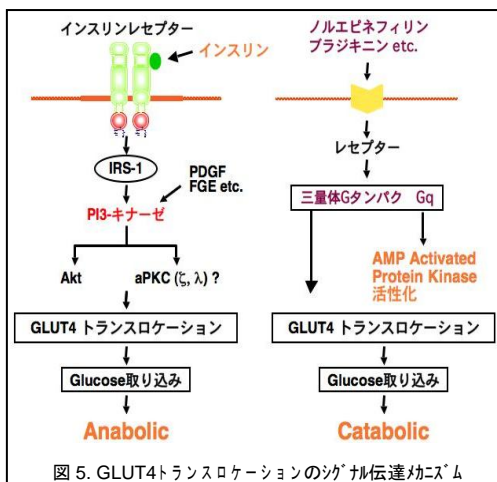 インスリンレセプター
インスリン
IRS-1
PDGF
FGE etc.
PI3-キナーゼ
Akt
aPKC (ζ, λ) ?
GLUT4 トランスロケーション
Glucose取り込み
Anabolic
ノルエピネフィリン
ブラジキニン etc.
レセプター
三量体Gタンパク Gq
AMP Activated
Protein Kinase
活性化
GLUT4 トランスロケーション
Glucose取り込み
Catabolic
図 5. GLUT4トランスロケーションのｼｸﾞﾅﾙ伝達ﾒｶﾆｽﾞﾑ